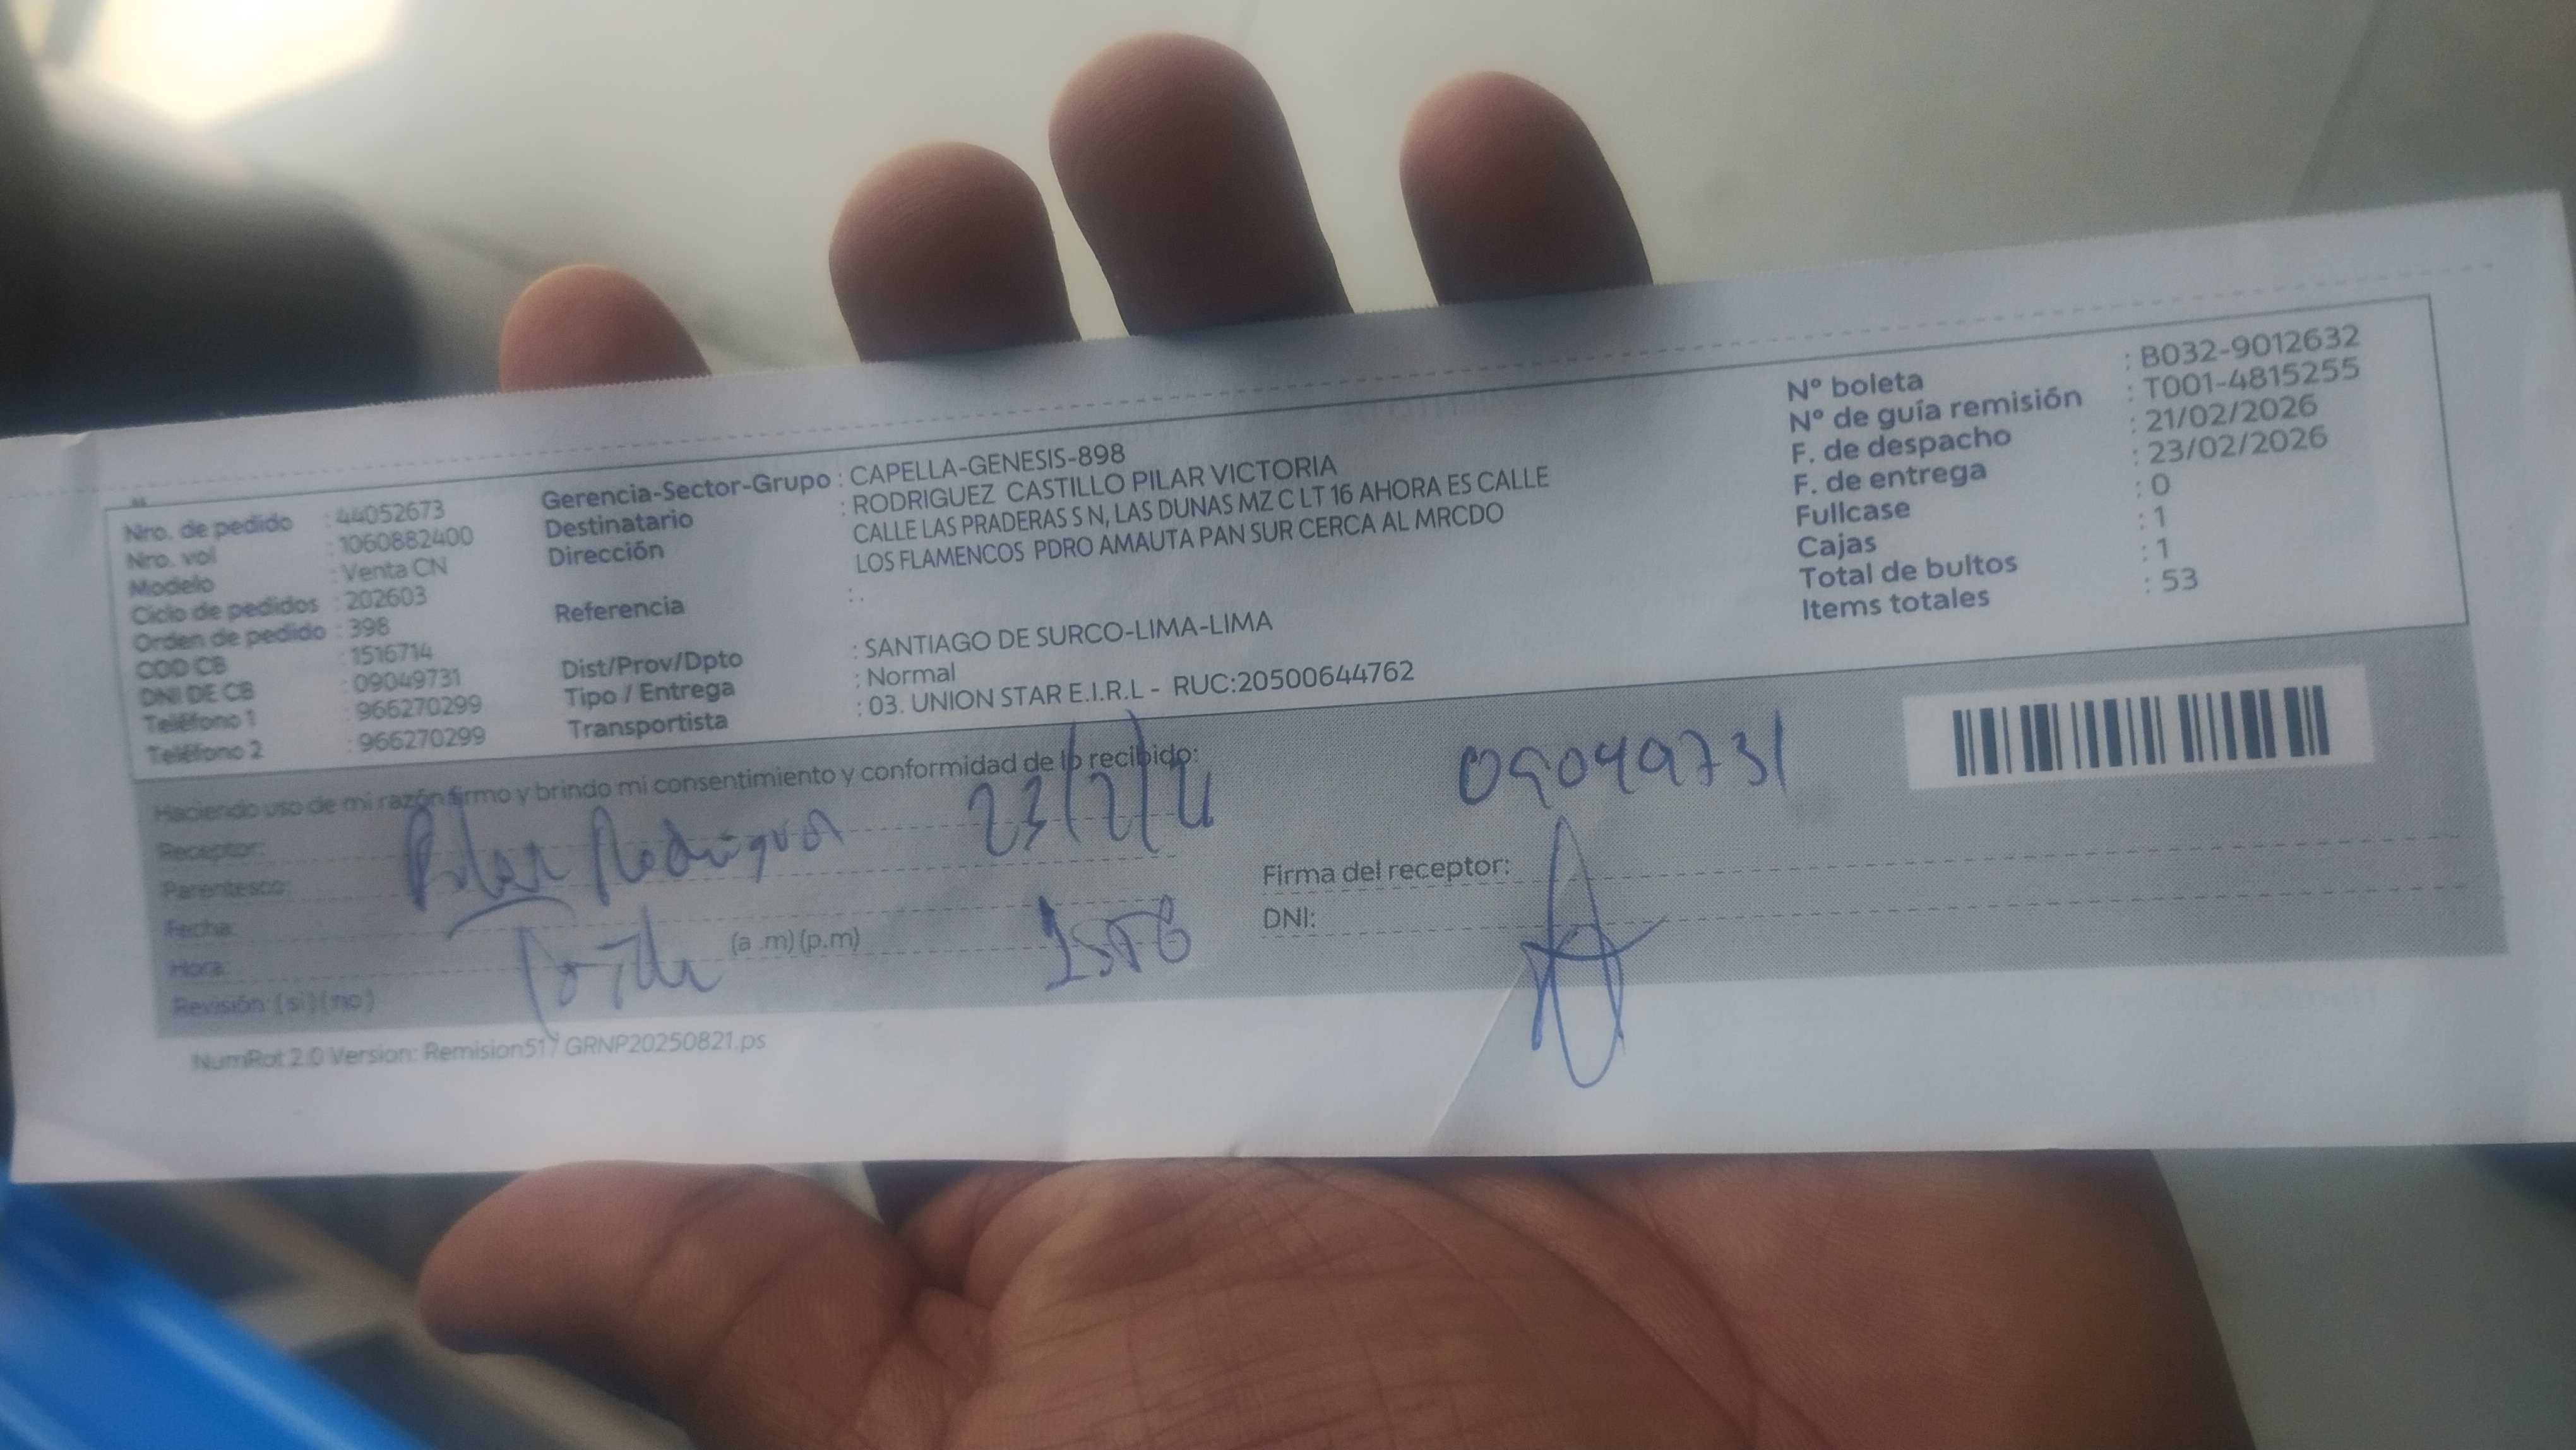 Nro. de pedido : 44052673
Nro. vol : 1060882400
Modelo : Venta CN
Ciclo de pedidos : 202603
Orden de pedido : 398
COD CB : 1516714
DNI DE CB : 09049731
Teléfono 1 : 966270299
Teléfono 2 : 966270299
Gerencia-Sector-Grupo : CAPELLA-GENESIS-898
Destinatario : RODRIGUEZ CASTILLO PILAR VICTORIA
Dirección CALLE LAS PRADERAS S N, LAS DUNAS MZ C LT 16 AHORA ES CALLE
LOS FLAMENCOS PDRO AMAUTA PAN SUR CERCA AL MRCDO
Referencia : .
Dist/Prov/Dpto : SANTIAGO DE SURCO-LIMA-LIMA
Tipo / Entrega : Normal
Transportista : 03. UNION STAR E.I.R.L - RUC:20500644762
Nº boleta : B032-9012632
Nº de guía remisión : T001-4815255
F. de despacho : 21/02/2026
F. de entrega : 23/02/2026
Fullcase : 0
Cajas : 1
Total de bultos : 1
Items totales : 53
Haciendo uso de mi razón firmo y brindo mi consentimiento y conformidad de lo recibido:
Receptor: Pilar Rodriguez
Parentesco:
Fecha:
Hora: (a .m) (p.m)
Revisión: (si) (no)
23/2/
09049731
Firma del receptor:
DNI:
NumRot 2.0 Version: Remision517 GRNP20250821.ps